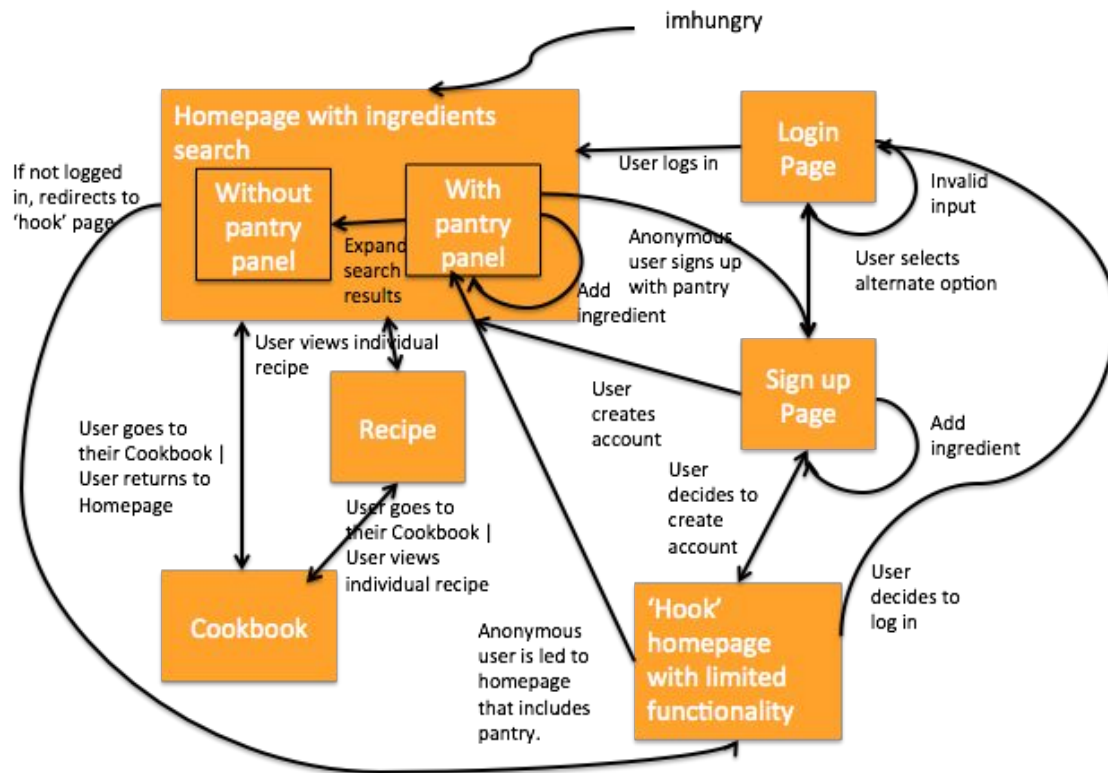 imhungry
Homepage with ingredients
search
Login
Page
If not logged
in, redirects to
‘hook’ page
User logs in
Invalid
input
Without
pantry
panel
With
pantry
panel
Expand
search
results
Add
ingredient
Anonymous
user signs up
with pantry
User selects
alternate option
User views individual
recipe
Recipe
User
creates
account
Sign up
Page
Add
ingredient
User goes to
their Cookbook |
User returns to
Homepage
User
decides to
create
account
User goes to
their Cookbook |
User views
individual recipe
Cookbook
User
decides to
log in
‘Hook’
homepage
with limited
functionality
Anonymous
user is led to
homepage
that includes
pantry.